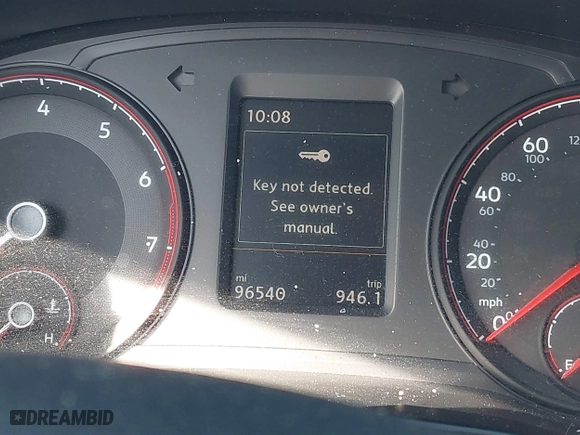 10:08
Key not detected.
See owner's
manual.
mi
96540
trip
946.1
4
5
6
7
H
60
100
80
40
60
40
20
20
mph
0
E
DREAMBID